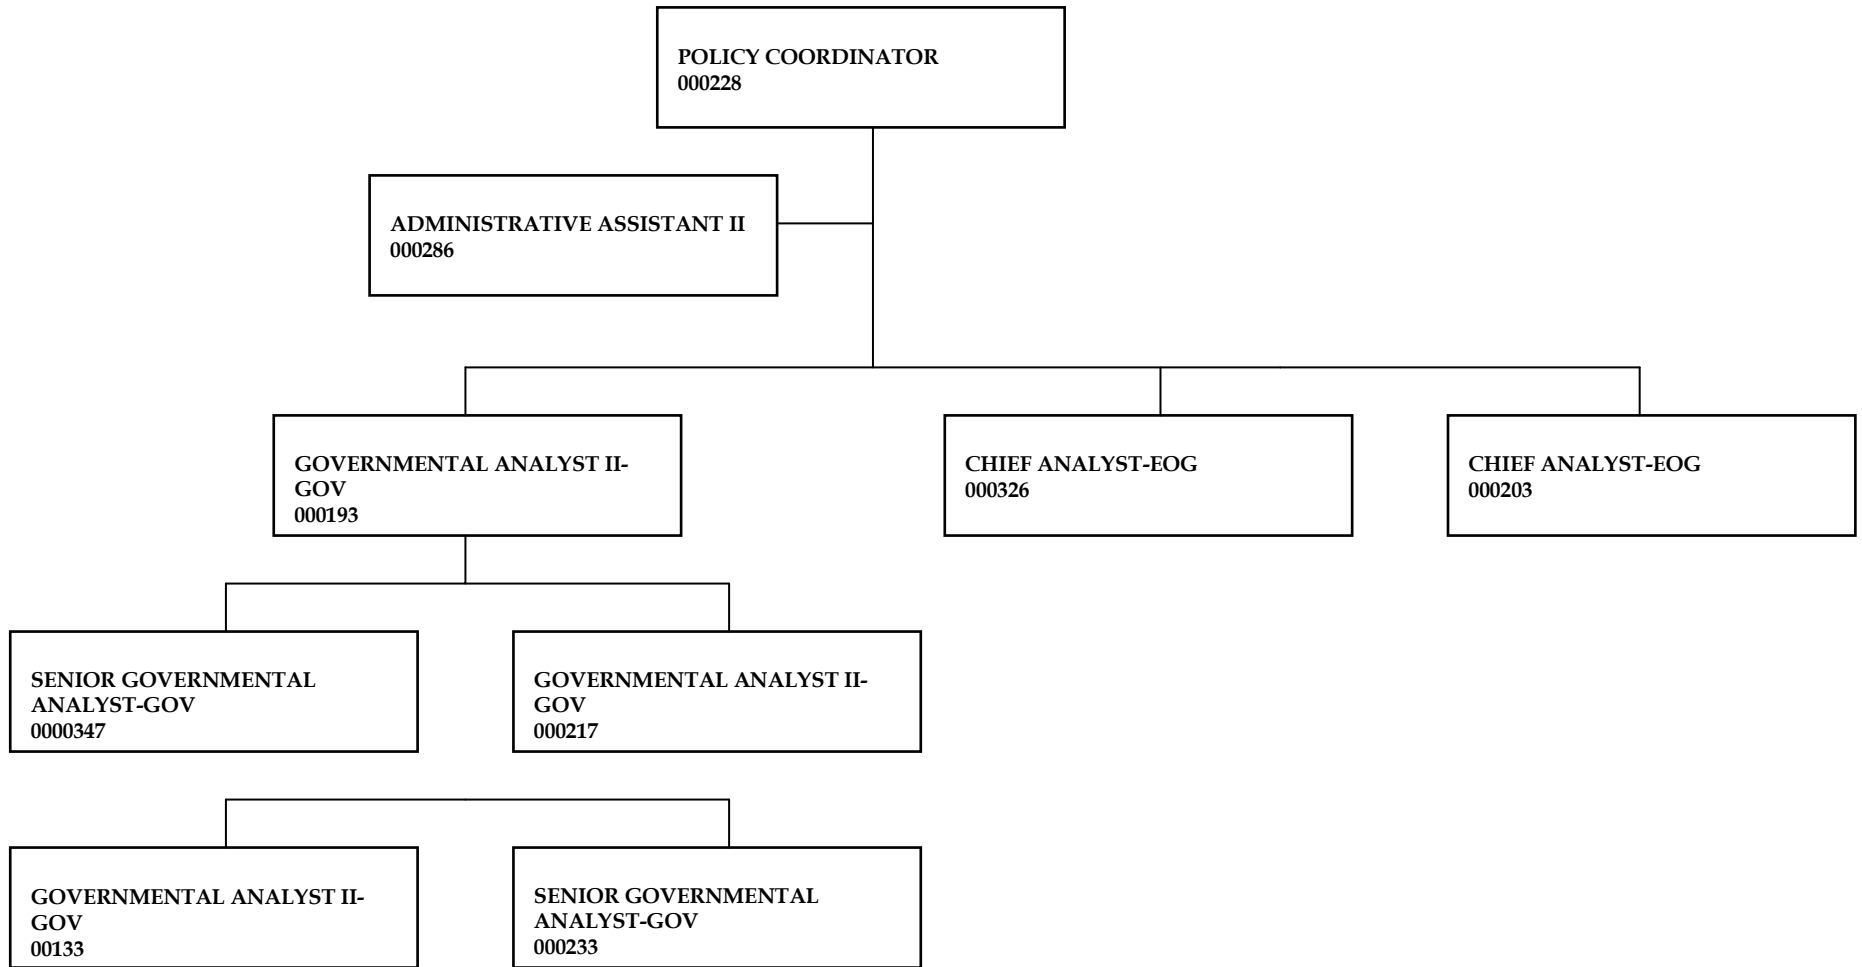 POLICY COORDINATOR
000228
ADMINISTRATIVE ASSISTANT II
000286
GOVERNMENTAL ANALYST II-
GOV
000193
CHIEF ANALYST-EOG
000326
CHIEF ANALYST-EOG
000203
SENIOR GOVERNMENTAL
ANALYST-GOV
0000347
GOVERNMENTAL ANALYST II-
GOV
000217
GOVERNMENTAL ANALYST II-
GOV
00133
SENIOR GOVERNMENTAL
ANALYST-GOV
000233